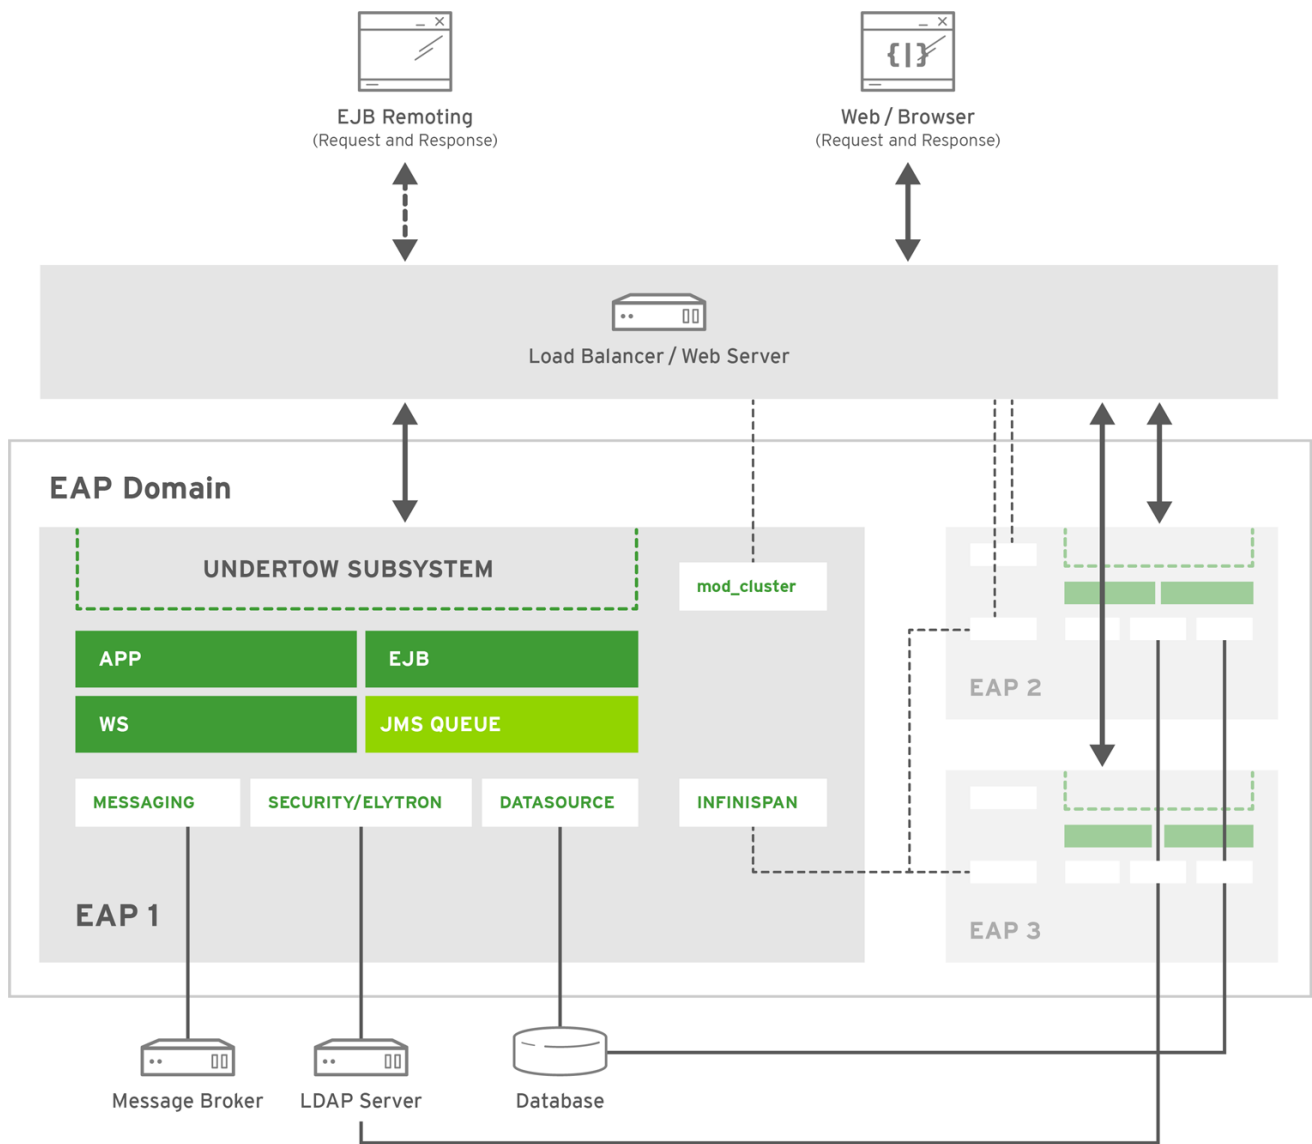 EJB Remoting
(Request and Response)
Web / Browser
(Request and Response)
{|}
Load Balancer / Web Server
EAP Domain
UNDERTOW SUBSYSTEM
mod_cluster
APP
EJB
WS
JMS QUEUE
MESSAGING
SECURITY/ELYTRON
DATASOURCE
INFINISPAN
EAP 1
EAP 2
EAP 3
Message Broker
LDAP Server
Database